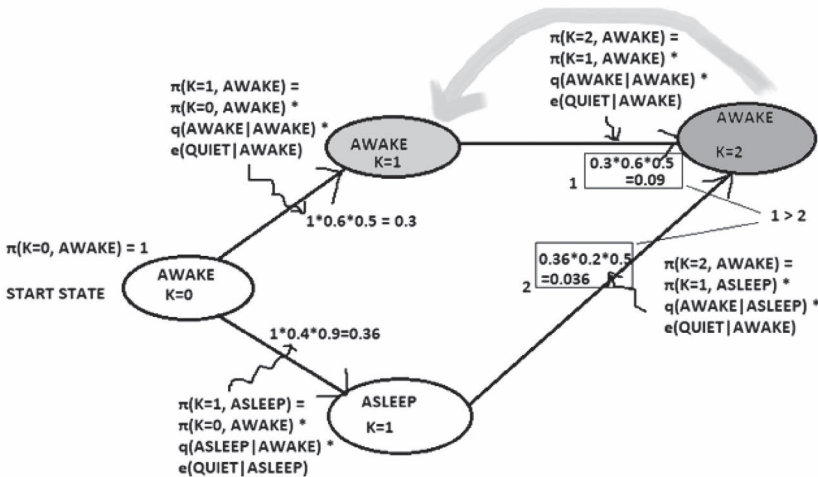 π(K=2, AWAKE) =
π(K=1, AWAKE) *
q(AWAKE|AWAKE) *
e(QUIET|AWAKE)
π(K=1, AWAKE) =
π(K=0, AWAKE) *
q(AWAKE|AWAKE) *
e(QUIET|AWAKE)
AWAKE
K=1
AWAKE
K=2
0.3*0.6*0.5
=0.09
1
1*0.6*0.5 = 0.3
1 > 2
π(K=0, AWAKE) = 1
START STATE
AWAKE
K=0
0.36*0.2*0.5
=0.036
2
π(K=2, AWAKE) =
π(K=1, ASLEEP) *
q(AWAKE|ASLEEP) *
e(QUIET|AWAKE)
1*0.4*0.9=0.36
π(K=1, ASLEEP) =
π(K=0, AWAKE) *
q(ASLEEP|AWAKE) *
e(QUIET|ASLEEP)
ASLEEP
K=1